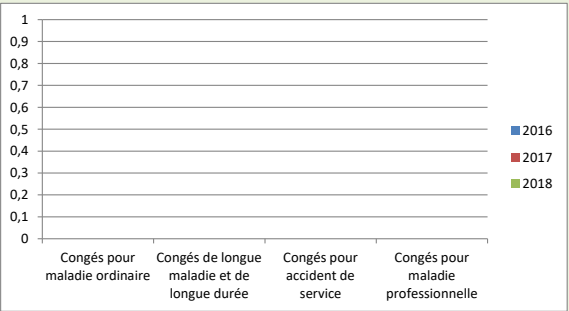 1
0,9
0,8
0,7
0,6
0,5
0,4
0,3
0,2
0,1
0
Congés pour
maladie ordinaire
Congés de longue
maladie et de
longue durée
Congés pour
accident de
service
Congés pour
maladie
professionnelle
2016
2017
2018